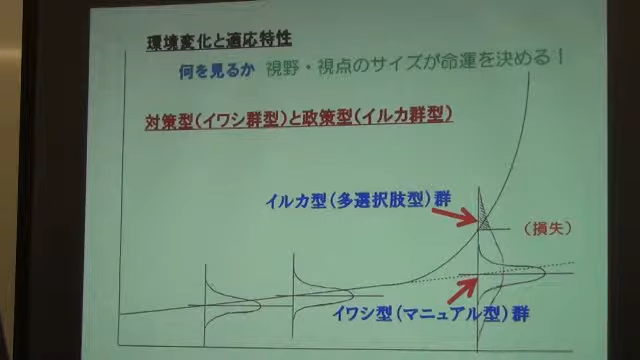 環境変化と適応特性
何を見るか 視野・視点のサイズが命運を決める！
対策型(イワシ群型)と政策型(イルカ群型)
イルカ型(多選択肢型)群
(損失)
イワシ型(マニュアル型)群